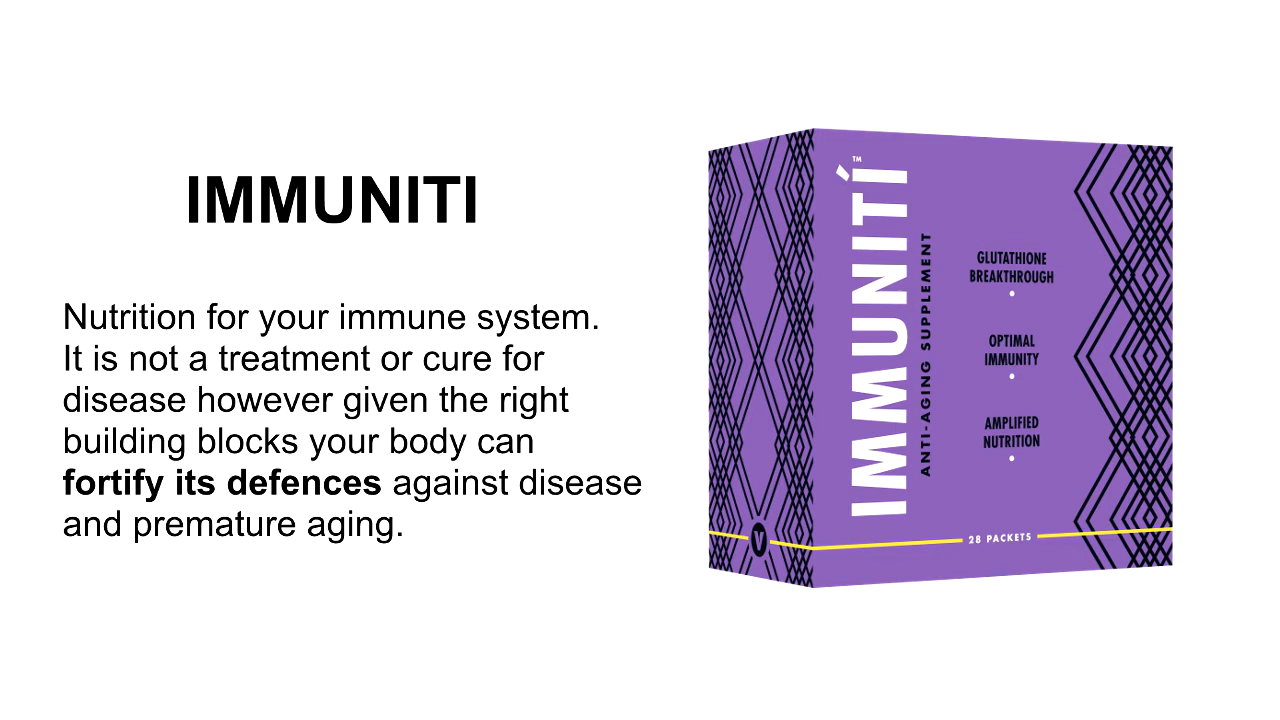 IMMUNITI
Nutrition for your immune system.
It is not a treatment or cure for
disease however given the right
building blocks your body can
fortify its defences against disease
and premature aging.
IMMUNITÍ™
ANTI-AGING SUPPLEMENT
GLUTATHIONE
BREAKTHROUGH
OPTIMAL
IMMUNITY
AMPLIFIED
NUTRITION
28 PACKETS
V